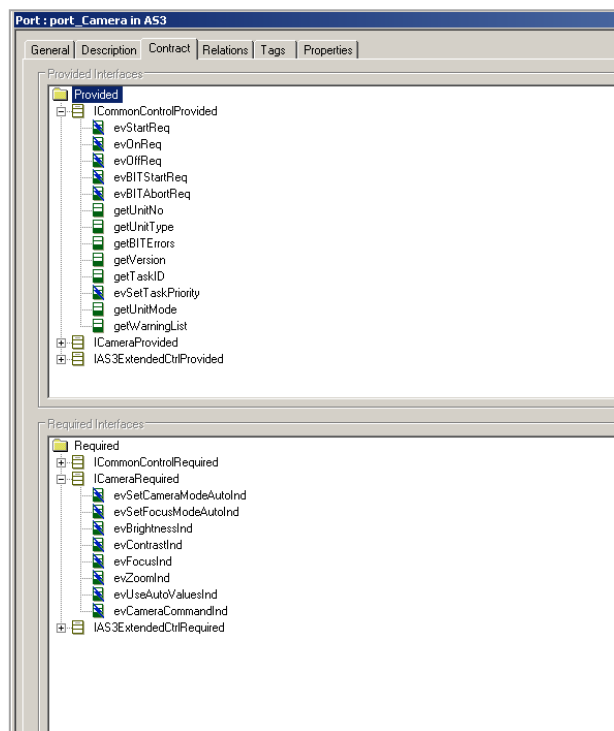 Port : port_Camera in AS3
General Description Contract Relations Tags Properties
Provided Interfaces
Provided
ICommonControlProvided
evStartReq
evOnReq
evOffReq
evBITStartReq
evBITAbortReq
getUnitNo
getUnitType
getBITErrors
getVersion
getTaskID
evSetTaskPriority
getUnitMode
getWarningList
ICameraProvided
IAS3ExtendedCtrlProvided
Required Interfaces
Required
ICommonControlRequired
ICameraRequired
evSetCameraModeAutoInd
evSetFocusModeAutoInd
evBrightnessInd
evContrastInd
evFocusInd
evZoomInd
evUseAutoValuesInd
evCameraCommandInd
IAS3ExtendedCtrlRequired